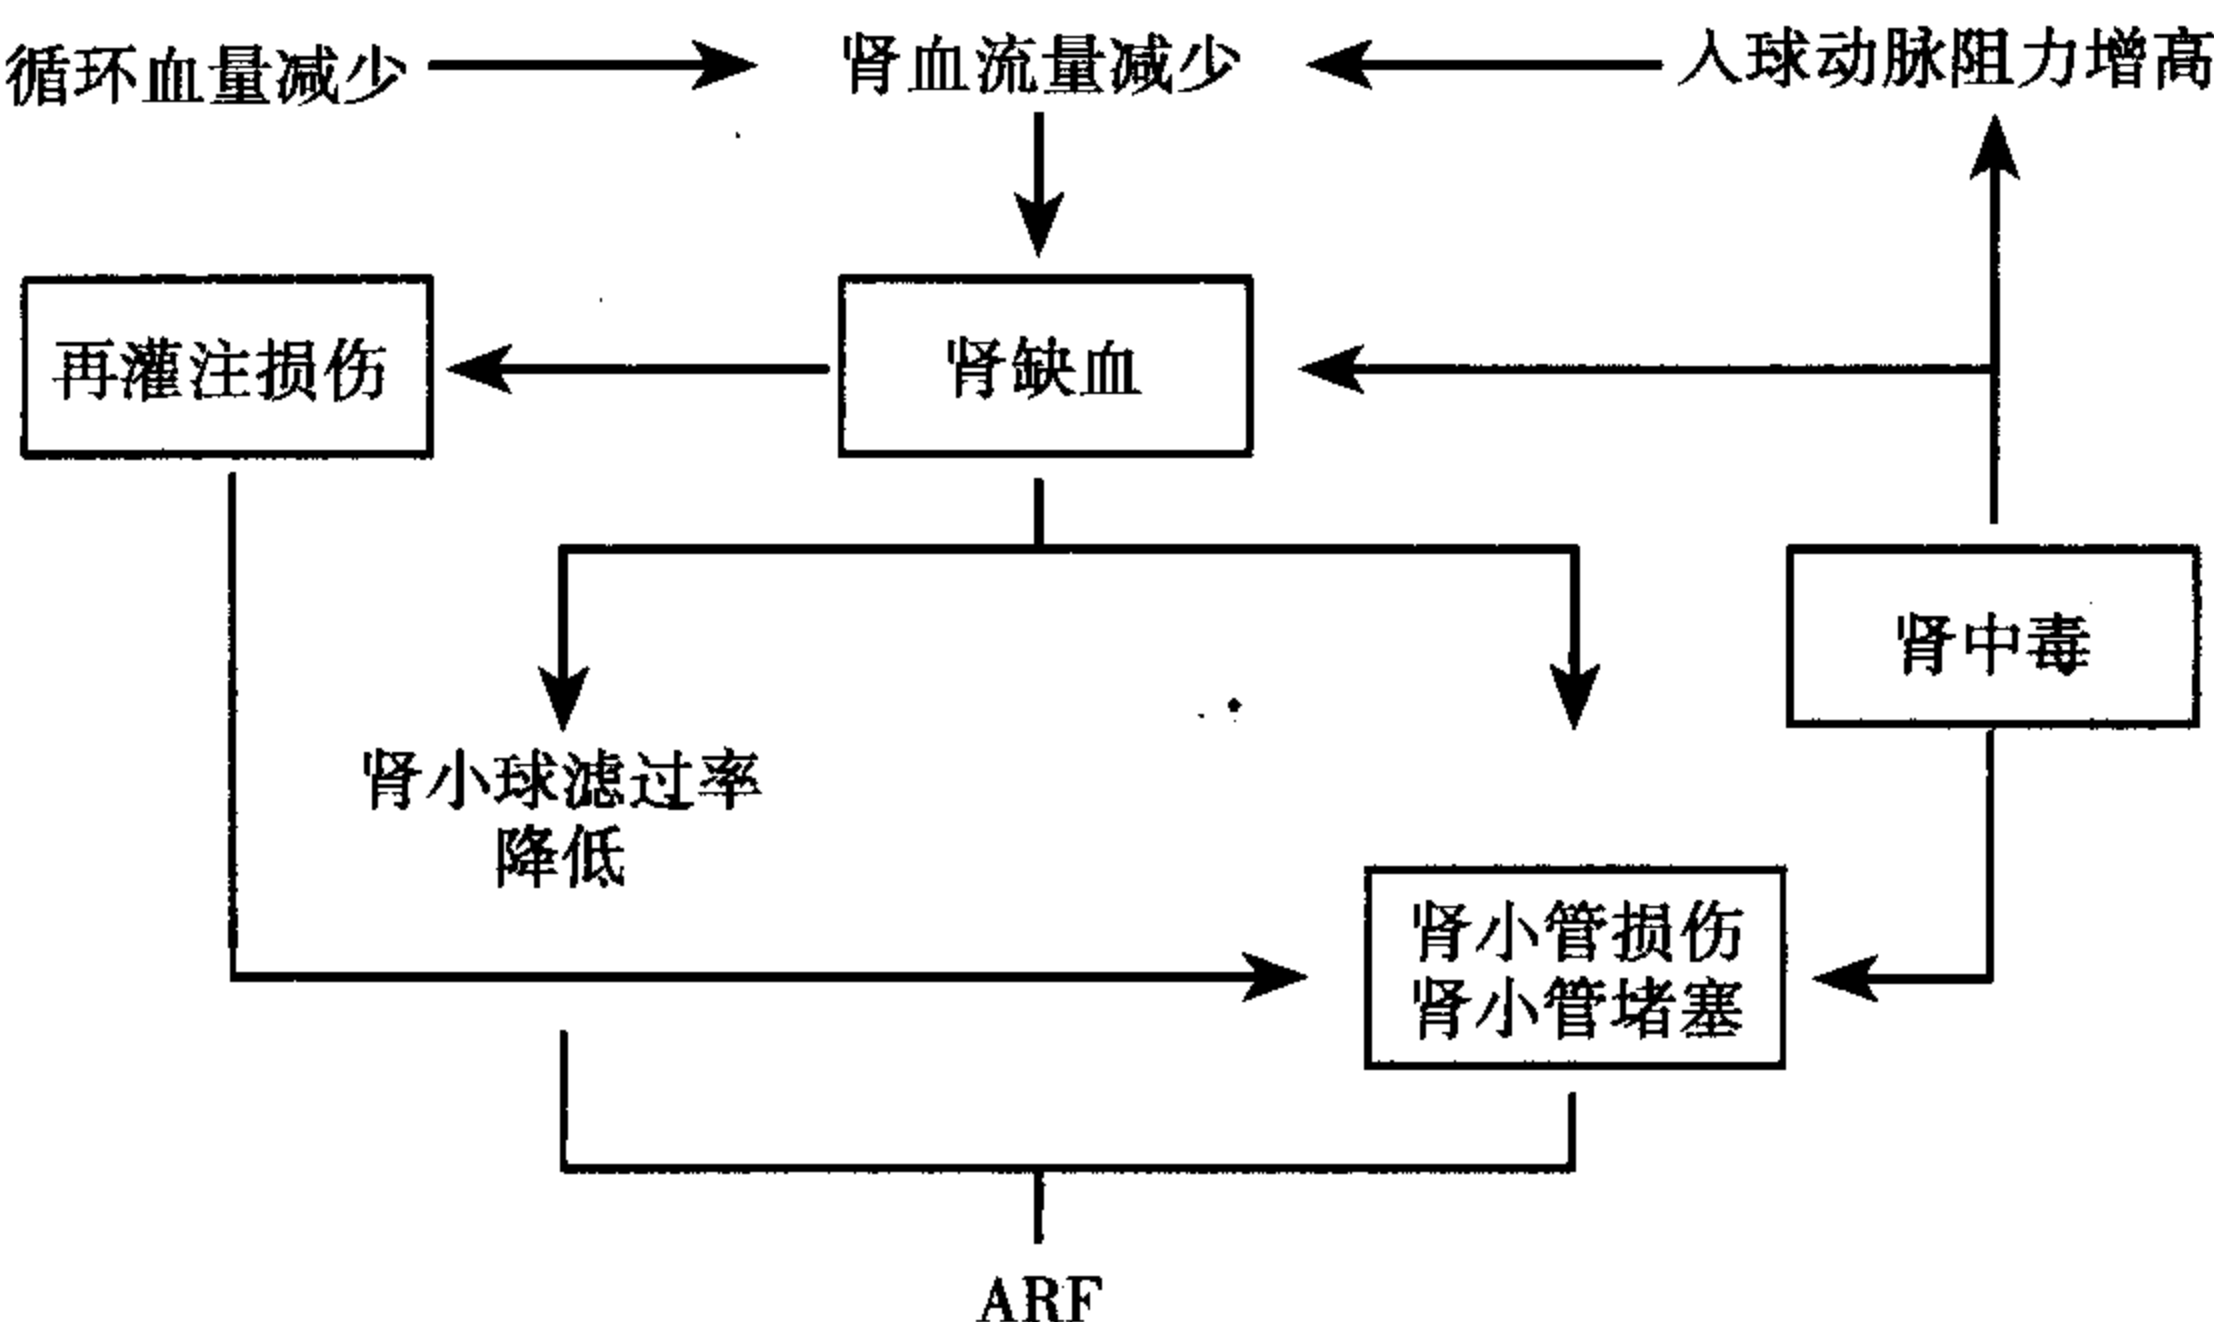 循环血量减少
肾血流量减少
入球动脉阻力增高
再灌注损伤
肾缺血
肾中毒
肾小球滤过率
降低
肾小管损伤
肾小管堵塞
ARF